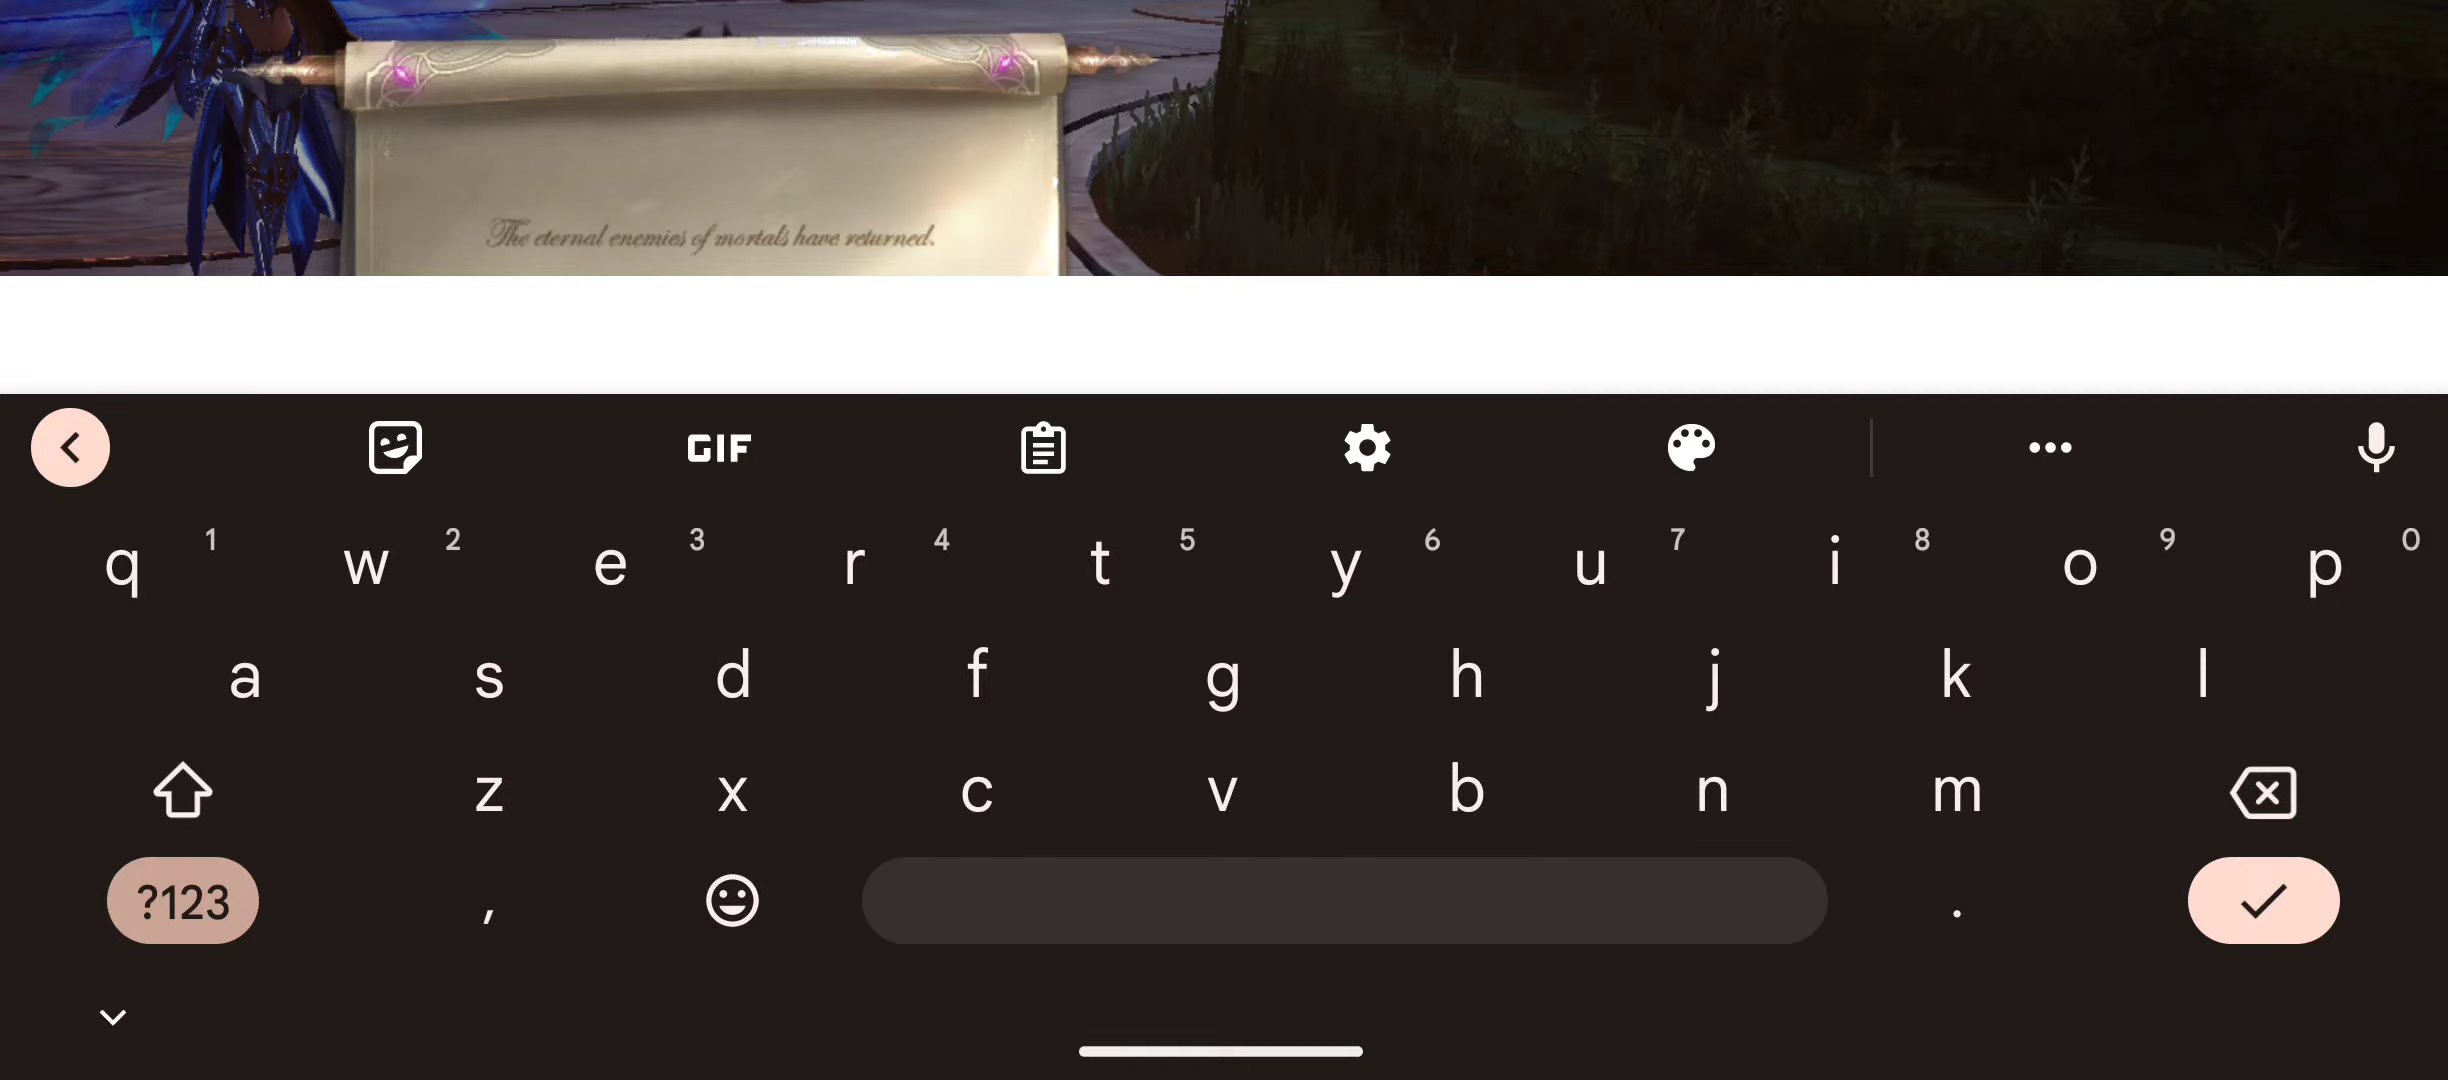 The eternal enemies of mortals have returned.
GIF
q 1 w 2 e 3 r 4 t 5 y 6 u 7 i 8 o 9 p 0
a s d f g h j k l
z x c v b n m
?123 , .